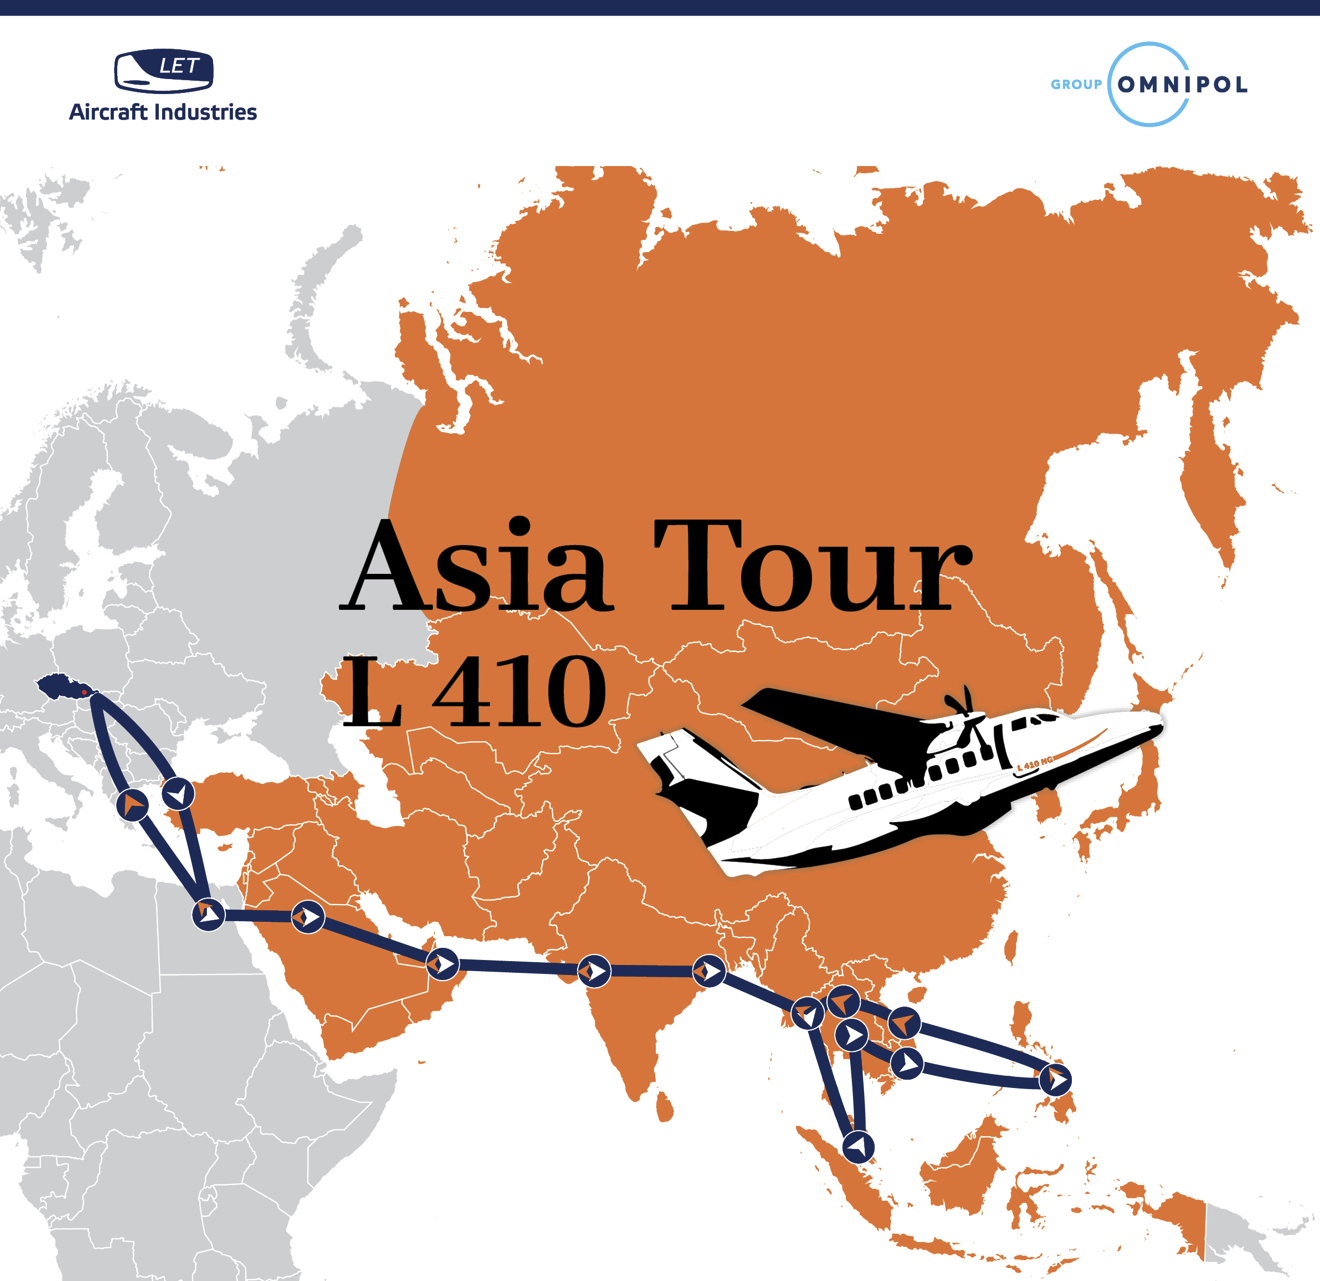 LET
Aircraft Industries
GROUP OMNIPOL
Asia Tour
L 410
L 410 NG